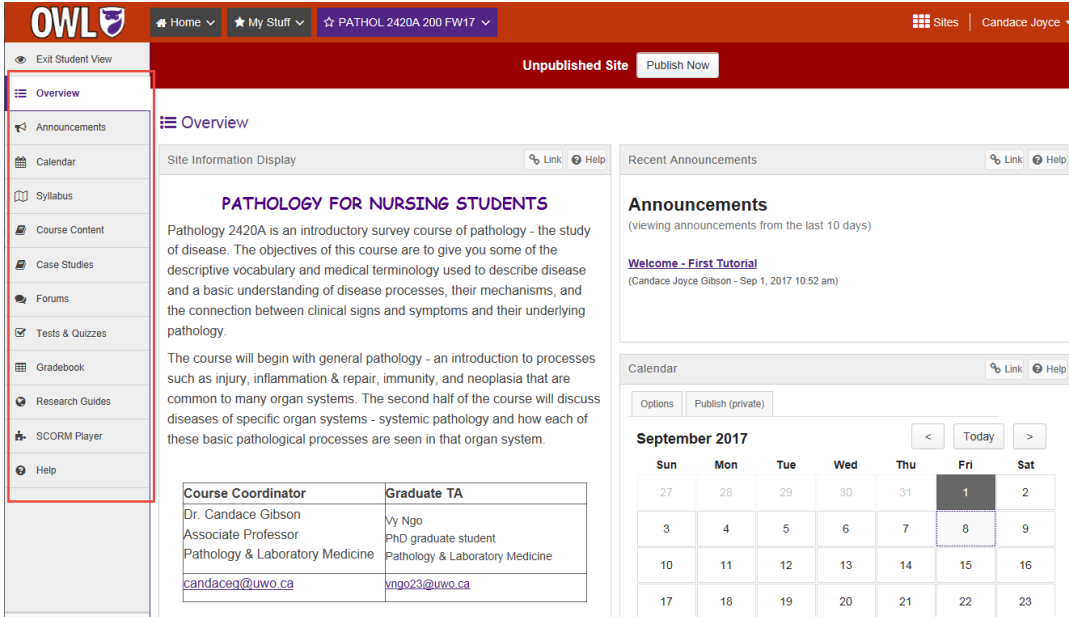 OWL
Home
My Stuff
PATHOL 2420A 200 FW17
Sites
Candace Joyce
Unpublished Site
Publish Now
Exit Student View
Overview
Announcements
Calendar
Syllabus
Course Content
Case Studies
Forums
Tests & Quizzes
Gradebook
Research Guides
SCORM Player
Help
Overview
Site Information Display
Link
Help
PATHOLOGY FOR NURSING STUDENTS
Pathology 2420A is an introductory survey course of pathology - the study
of disease. The objectives of this course are to give you some of the
descriptive vocabulary and medical terminology used to describe disease
and a basic understanding of disease processes, their mechanisms, and
the connection between clinical signs and symptoms and their underlying
pathology.
The course will begin with general pathology - an introduction to processes
such as injury, inflammation & repair, immunity, and neoplasia that are
common to many organ systems. The second half of the course will discuss
diseases of specific organ systems - systemic pathology and how each of
these basic pathological processes are seen in that organ system.
Course Coordinator
Dr. Candace Gibson
Associate Professor
Pathology & Laboratory Medicine
candaceg@uwo.ca
Graduate TA
Vy Ngo
PhD graduate student
Pathology & Laboratory Medicine
vngo23@uwo.ca
Recent Announcements
Link
Help
Announcements
(viewing announcements from the last 10 days)
Welcome - First Tutorial
(Candace Joyce Gibson - Sep 1, 2017 10:52 am)
Calendar
Link
Help
Options
Publish (private)
September 2017
<
Today
>
Sun Mon Tue Wed Thu Fri Sat
27 28 29 30 31 1 2
3 4 5 6 7 8 9
10 11 12 13 14 15 16
17 18 19 20 21 22 23